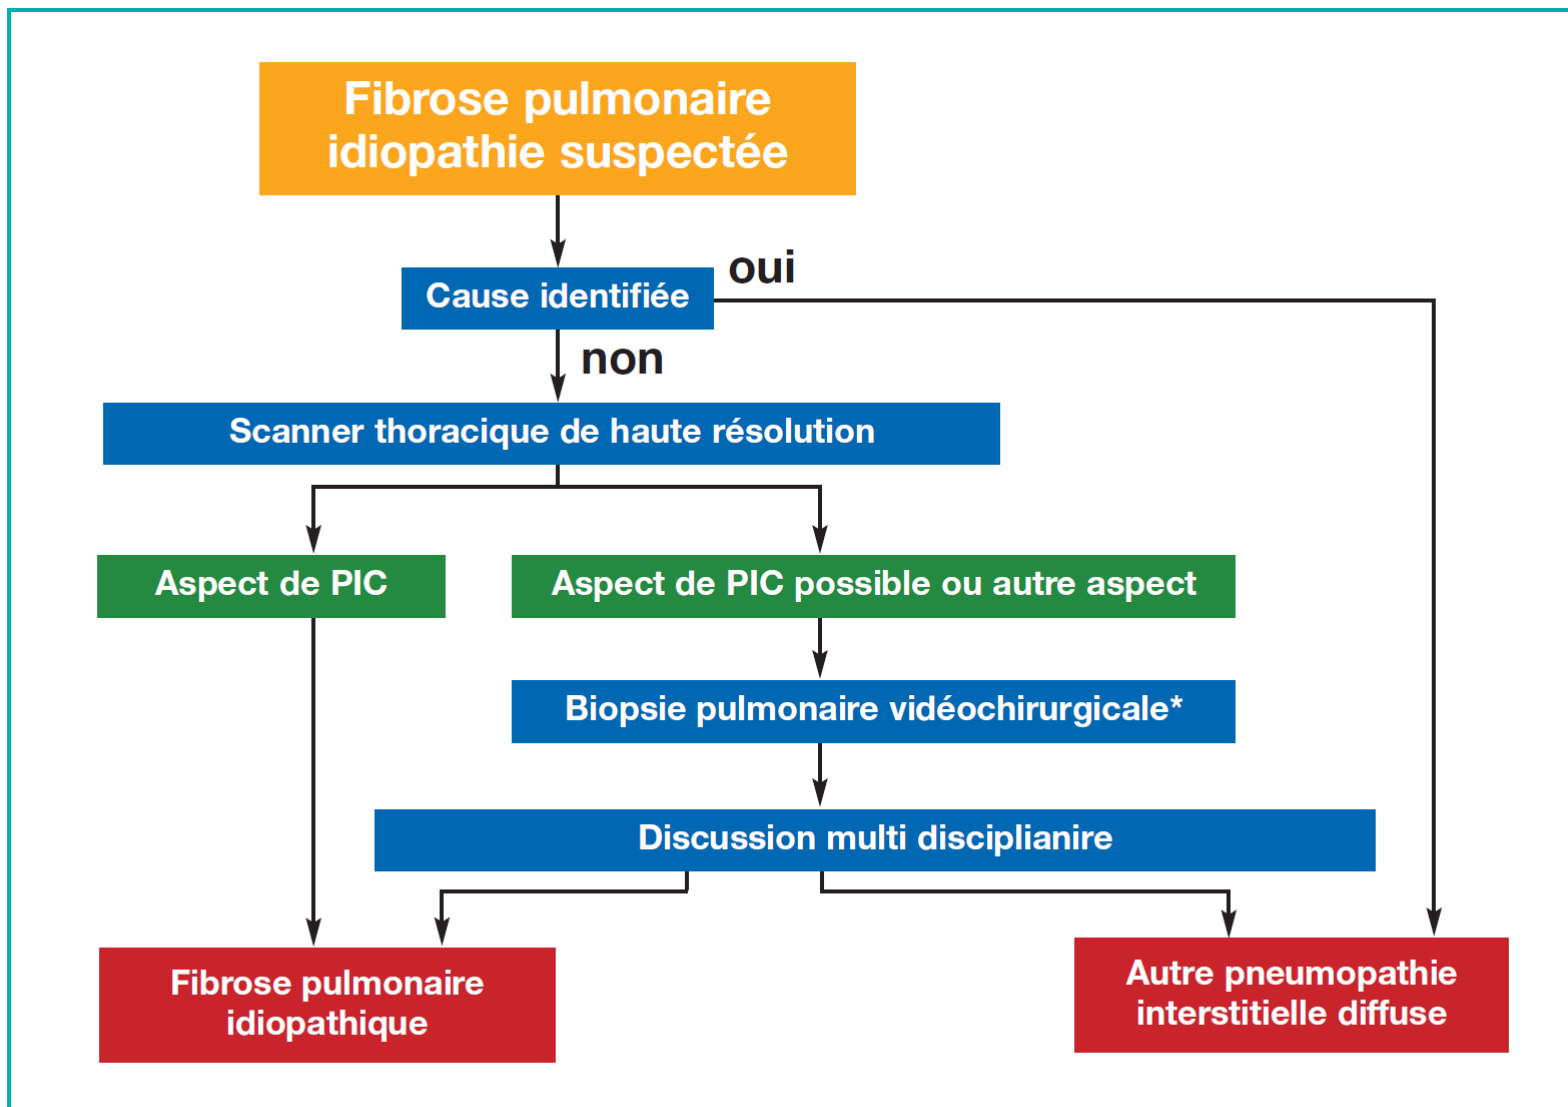 Fibrose pulmonaire
idiopathie suspectée
Cause identifiée
oui
non
Scanner thoracique de haute résolution
Aspect de PIC
Aspect de PIC possible ou autre aspect
Biopsie pulmonaire vidéochirurgicale*
Discussion multi disciplianire
Fibrose pulmonaire
idiopathique
Autre pneumopathie
interstitielle diffuse